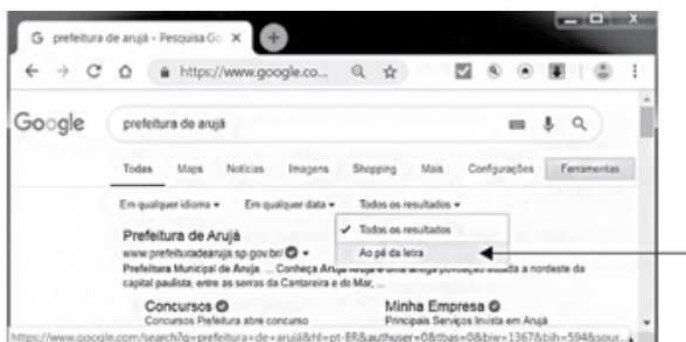 G prefeitura de arujá - Pesquisa Go X
https://www.google.co...
Google prefeitura de arujá
Todas Maps Notícias Imagens Shopping Mais Configurações Ferramentas
Em qualquer idioma Em qualquer data Todos os resultados
Prefeitura de Arujá ✓ Todos os resultados
www.prefeituradearuja.sp.gov.br/ Ao pé da letra
Prefeitura Municipal de Aruja. ... Conheça a nordeste da
capital paulista, entre as serras da Cantareira e do Mar, ...
Concursos Minha Empresa
Concursos Prefeitura abre concurso Principais Serviços Invista em Arujá
https://www.google.com/search?q=prefeitura+de+arujá&hl=pt-BR&authuser=0&tbas=0&biw=1367&bih=594&sour...